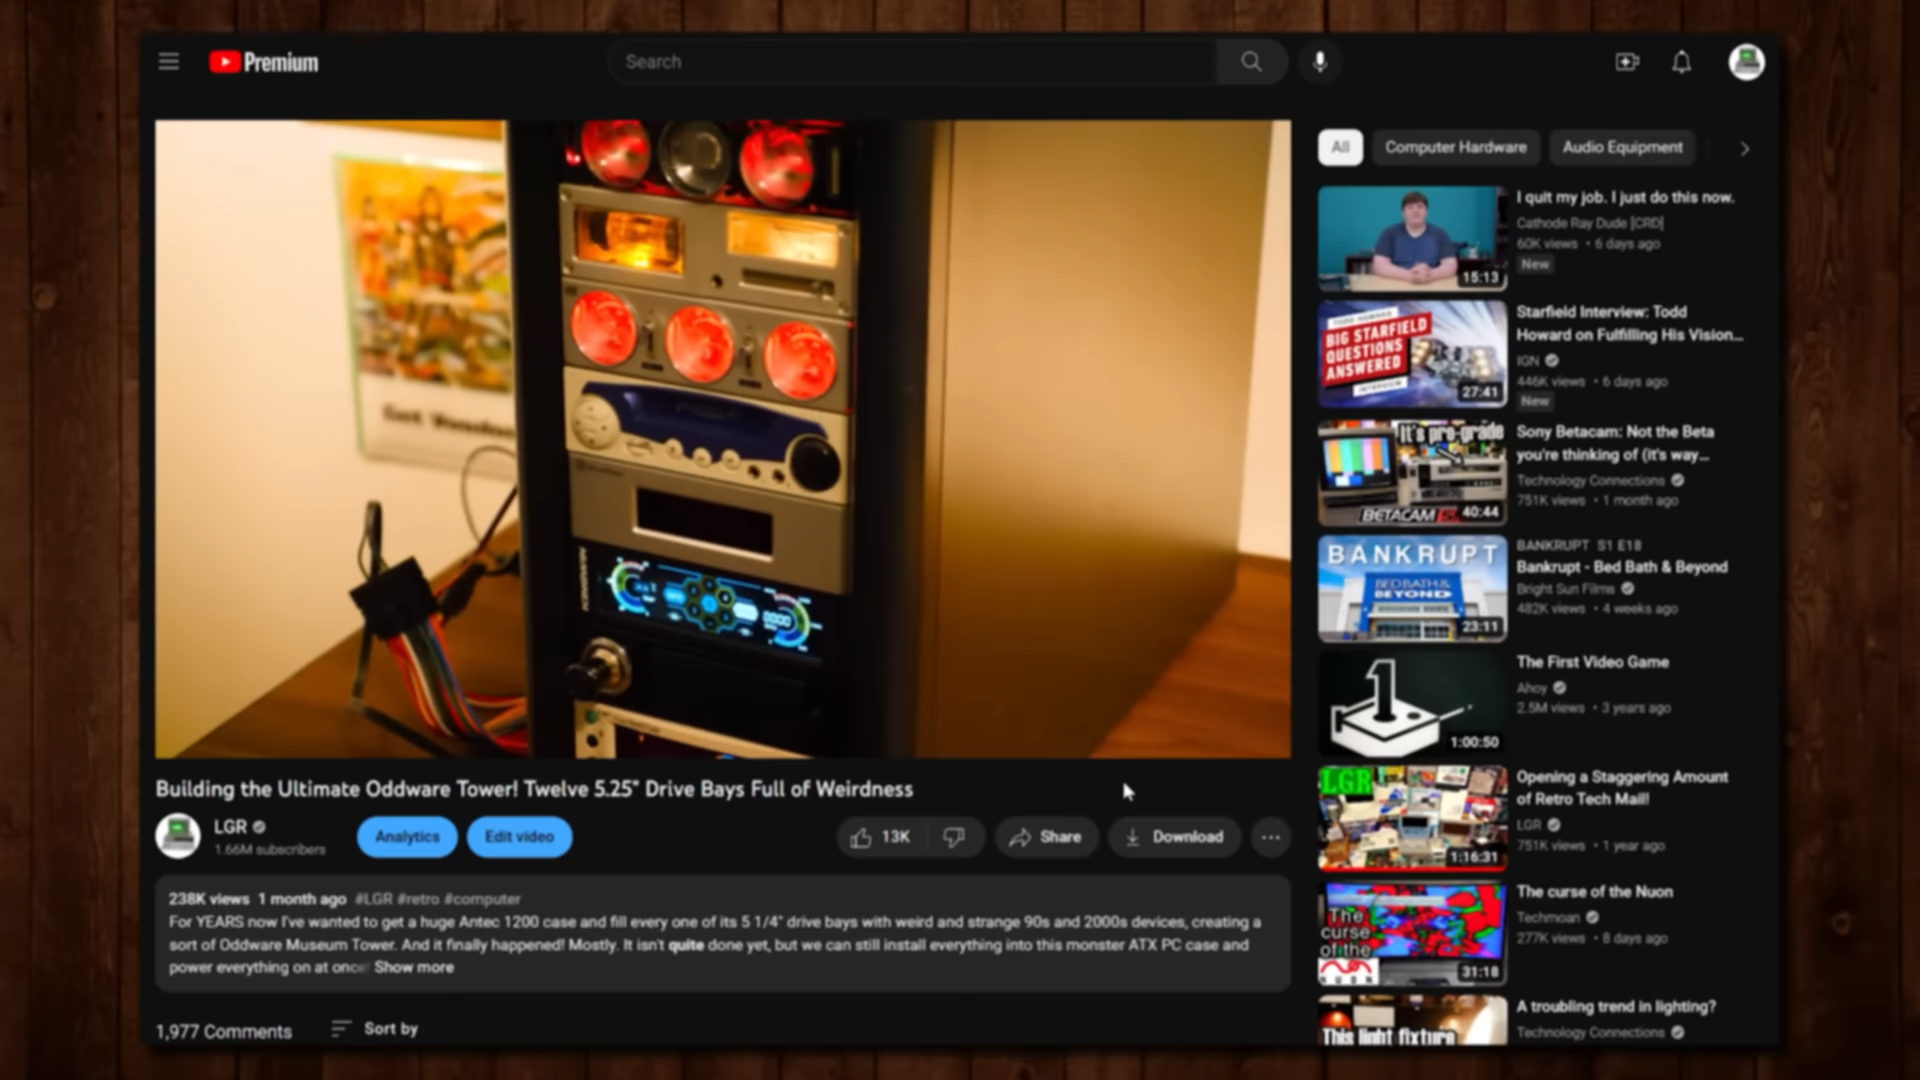 Premium
Search
Get
KENWOOD
Building the Ultimate Oddware Tower! Twelve 5.25" Drive Bays Full of Weirdness
LGR
1.66M subscribers
Analytics
Edit video
13K
Share
Download
238K views 1 month ago #LGR #retro #computer
For YEARS now I've wanted to get a huge Antec 1200 case and fill every one of its 5 1/4" drive bays with weird and strange 90s and 2000s devices, creating a
sort of Oddware Museum Tower. And it finally happened! Mostly. It isn't quite done yet, but we can still install everything into this monster ATX PC case and
power everything on at once! Show more
1,977 Comments
Sort by
All
Computer Hardware
Audio Equipment
I quit my job. I just do this now.
Cathode Ray Dude [CRD]
60K views • 6 days ago
New
15:13
TODD HOWARD
BIG STARFIELD
QUESTIONS
ANSWERED
INTERVIEW
27:41
Starfield Interview: Todd
Howard on Fulfilling His Vision...
IGN
446K views • 6 days ago
New
It's pro-grade
BETACAM
40:44
Sony Betacam: Not the Beta
you're thinking of (it's way...
Technology Connections
751K views • 1 month ago
BANKRUPT
BED BATH &
BEYOND
23:11
BANKRUPT S1 E18
Bankrupt - Bed Bath & Beyond
Bright Sun Films
482K views • 4 weeks ago
1
1:00:50
The First Video Game
Ahoy
2.5M views • 3 years ago
LGR
1:16:31
Opening a Staggering Amount
of Retro Tech Mail!
LGR
751K views • 1 year ago
The
curse
of the
NUON
31:18
The curse of the Nuon
Techmoan
277K views • 8 days ago
This light fixture
A troubling trend in lighting?
Technology Connections